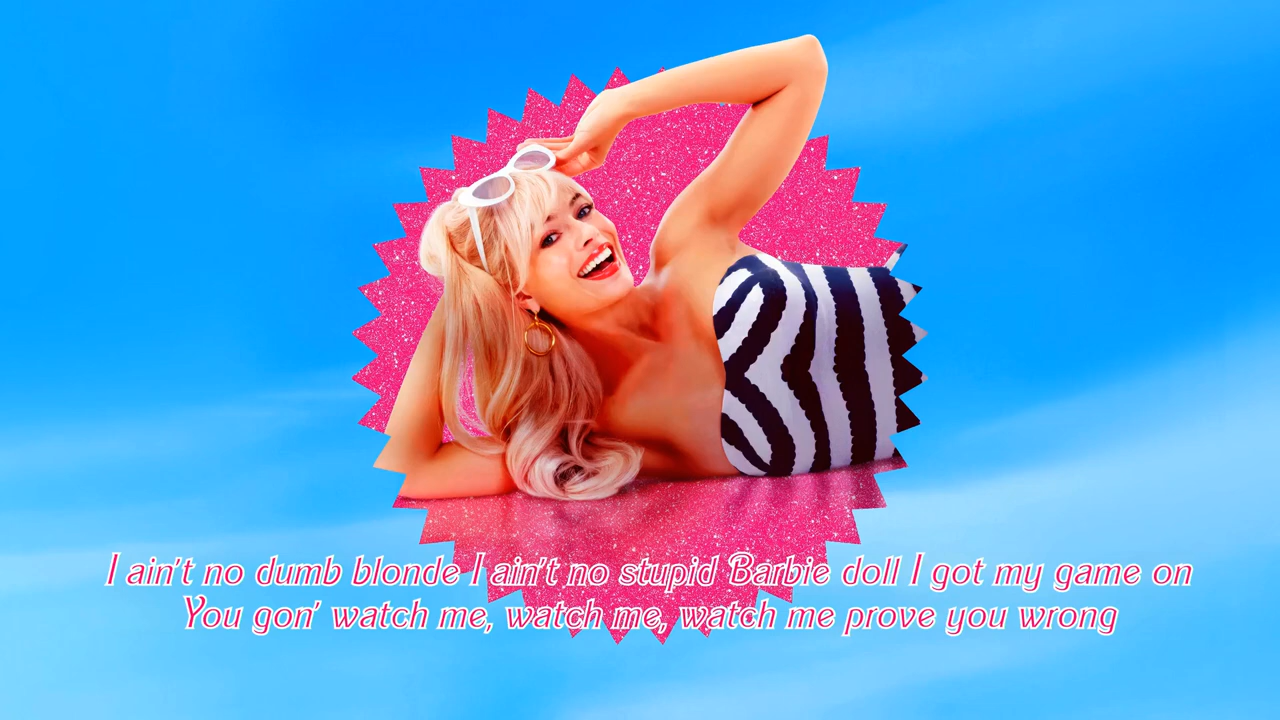 I ain't no dumb blonde I ain't no stupid Barbie doll I got my game on
You gon' watch me, watch me, watch me prove you wrong